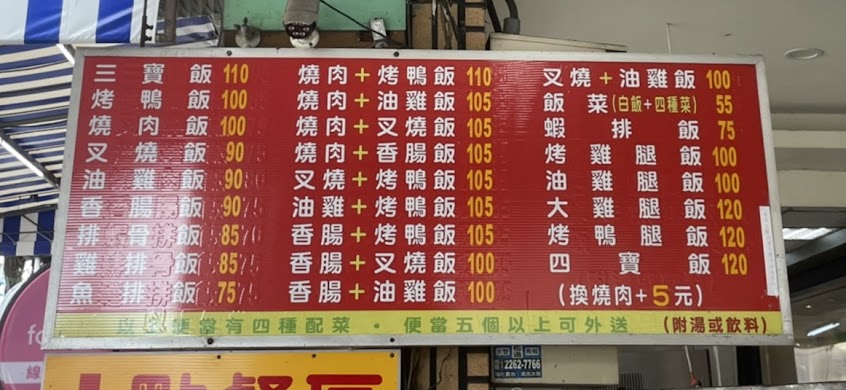 三寶飯 110
烤鴨飯 100
燒肉飯 100
叉燒飯 90
油雞飯 90
香腸飯 90
排骨飯 85
雞排飯 85
魚排飯 75
燒肉+烤鴨飯 110
燒肉+油雞飯 105
燒肉+叉燒飯 105
燒肉+香腸飯 105
叉燒+烤鴨飯 105
油雞+烤鴨飯 105
香腸+烤鴨飯 105
香腸+叉燒飯 100
香腸+油雞飯 100
叉燒+油雞飯 100
飯菜(白飯+四種菜) 55
蝦排飯 75
烤雞腿飯 100
油雞腿飯 100
大雞腿飯 120
烤鴨腿飯 120
四寶飯 120
(換燒肉+5元)
便當有四種配菜。便當五個以上可外送 (附湯或飲料)
2262-7766